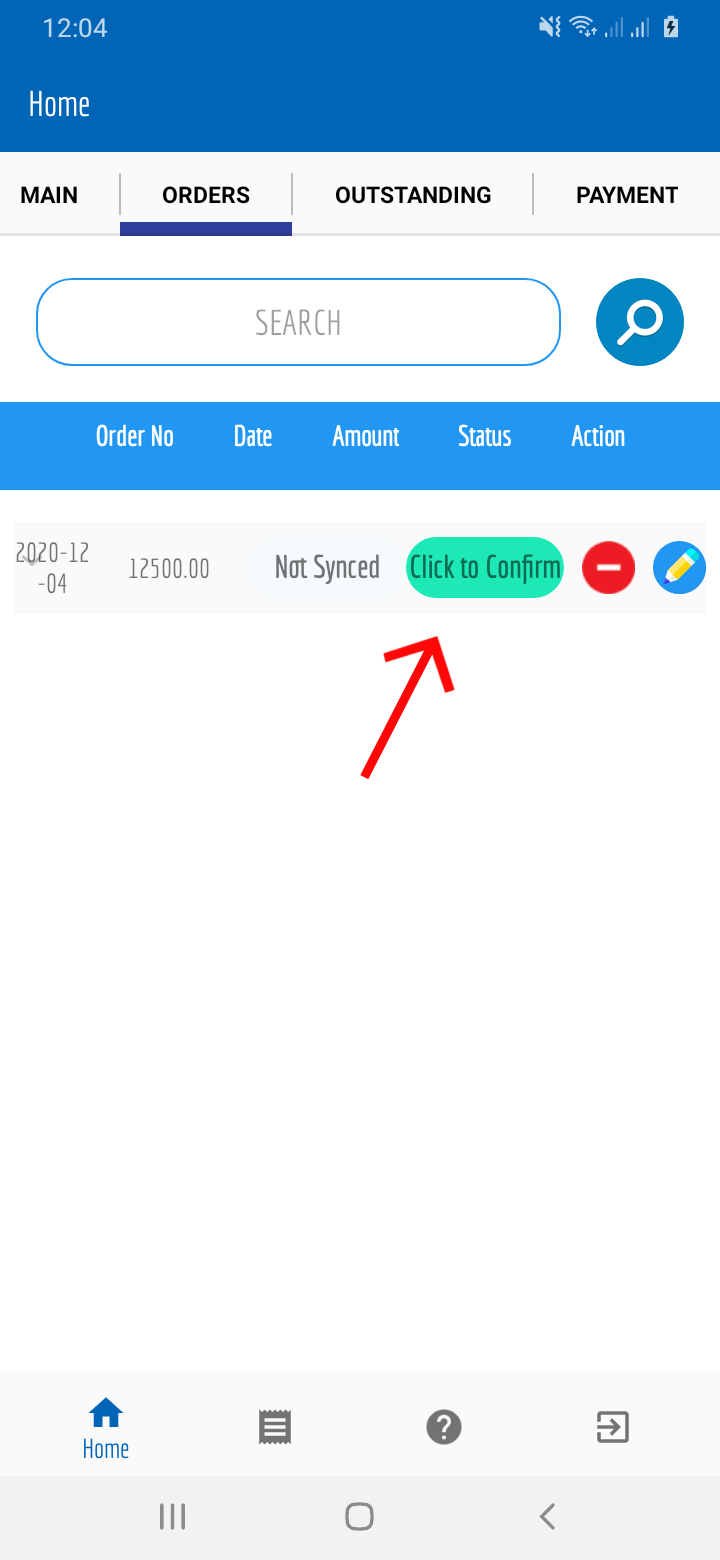 12:04
Home
MAIN ORDERS OUTSTANDING PAYMENT
SEARCH
Order No Date Amount Status Action
2020-12
-04
12500.00 Not Synced Click to Confirm
Home